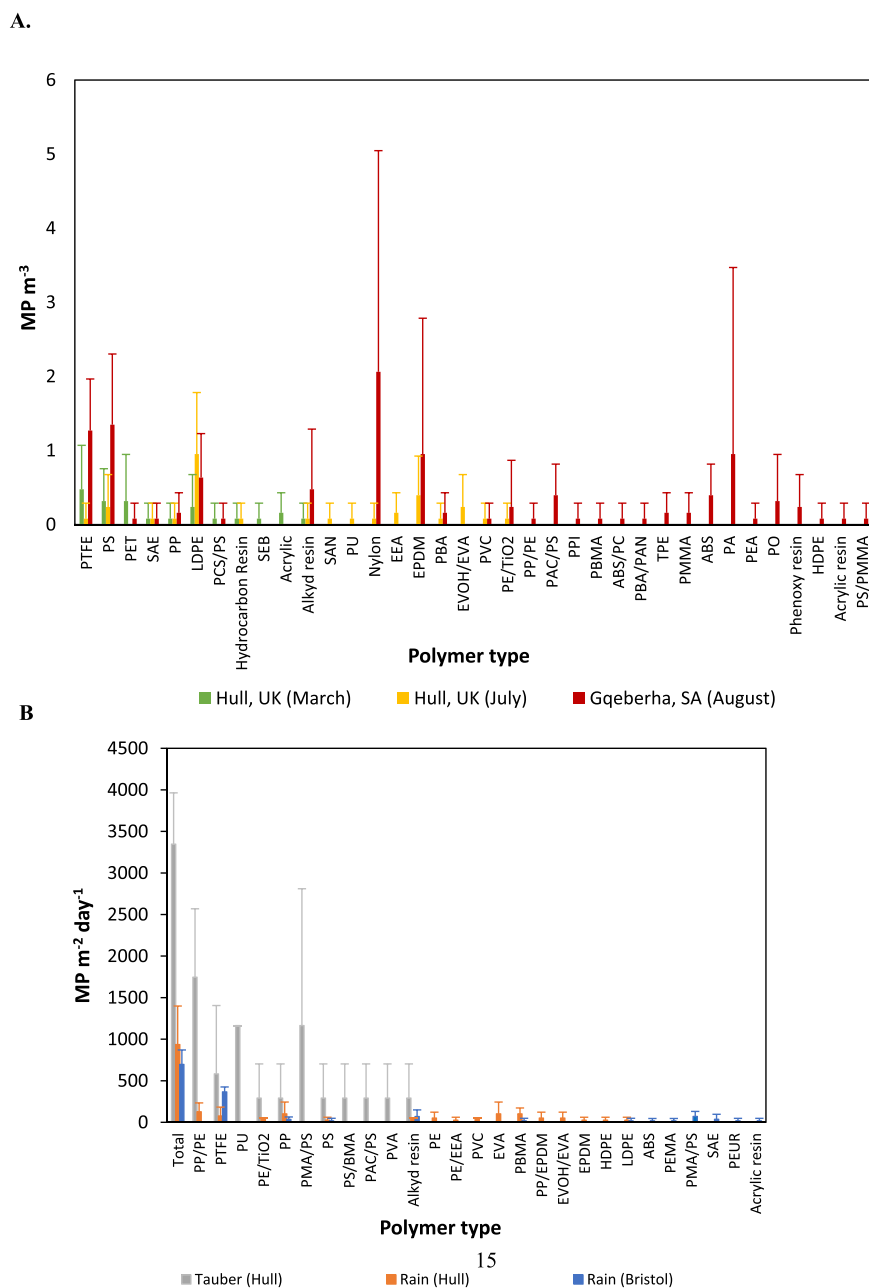 A.
6
5
4
3
2
1
0
MP m-3
PTFE
PS
PET
SAE
PP
LDPE
PCS/PS
Hydrocarbon Resin
SEB
Acrylic
Alkyd resin
SAN
PU
Nylon
EEA
EPDM
PBA
EVOH/EVA
PVC
PE/TiO2
PP/PE
PAC/PS
PPI
PBMA
ABS/PC
PBA/PAN
TPE
PMMA
ABS
PA
PEA
PO
Phenoxy resin
HDPE
Acrylic resin
PS/PMMA
Polymer type
Hull, UK (March) Hull, UK (July) Gqeberha, SA (August)
B
4500
4000
3500
3000
2500
2000
1500
1000
500
0
MP m-2 day-1
Total
PP/PE
PTFE
PU
PE/TiO2
PP
PMA/PS
PS
PS/BMA
PAC/PS
PVA
Alkyd resin
PE
PE/EEA
PVC
EVA
PBMA
PP/EPDM
EVOH/EVA
EPDM
HDPE
LDPE
ABS
PEMA
PMA/PS
SAE
PEUR
Acrylic resin
Polymer type
15
Tauber (Hull) Rain (Hull) Rain (Bristol)